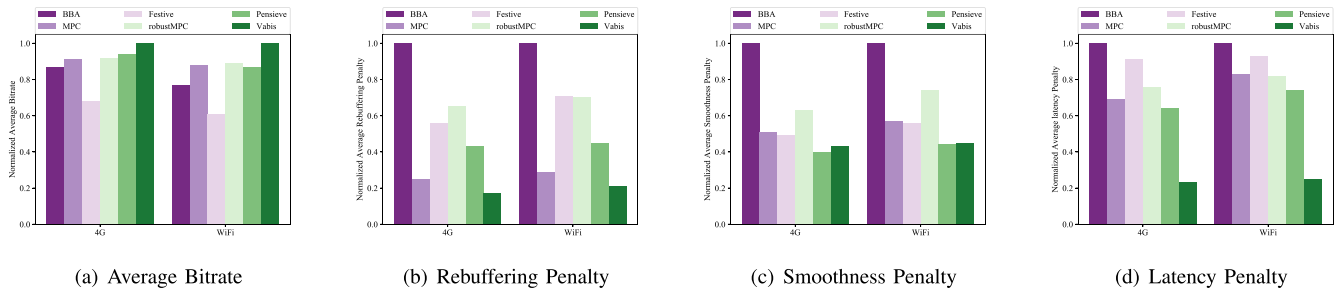 BBA Festive Pensieve
MPC robustMPC Vabis
Normalized Average Bitrate
1.0
0.8
0.6
0.4
0.2
0.0
4G WiFi
(a) Average Bitrate
BBA Festive Pensieve
MPC robustMPC Vabis
Normalized Average Rebuffering Penalty
1.0
0.8
0.6
0.4
0.2
0.0
4G WiFi
(b) Rebuffering Penalty
BBA Festive Pensieve
MPC robustMPC Vabis
Normalized Average Smoothness Penalty
1.0
0.8
0.6
0.4
0.2
0.0
4G WiFi
(c) Smoothness Penalty
BBA Festive Pensieve
MPC robustMPC Vabis
Normalized Average latency Penalty
1.0
0.8
0.6
0.4
0.2
0.0
4G WiFi
(d) Latency Penalty